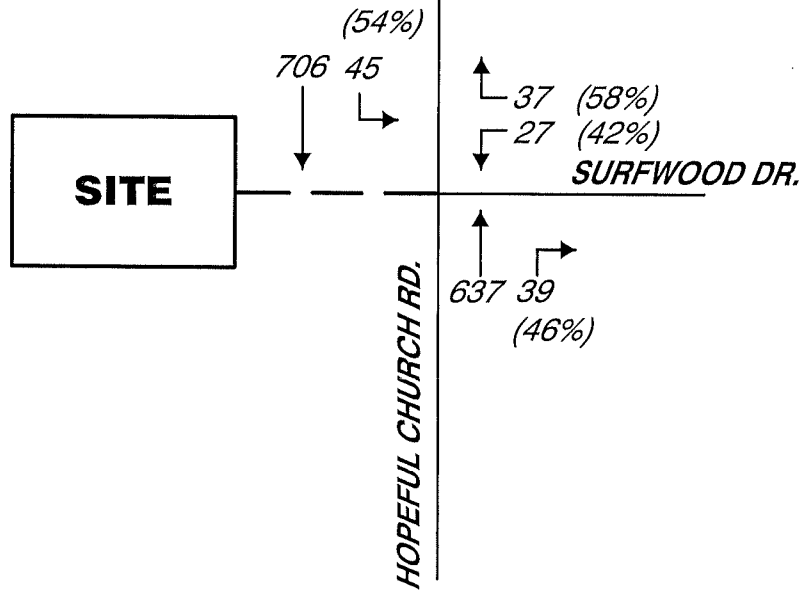 (54%)
706 45
37 (58%)
27 (42%)
SURFWOOD DR.
SITE
637 39
(46%)
HOPEFUL CHURCH RD.